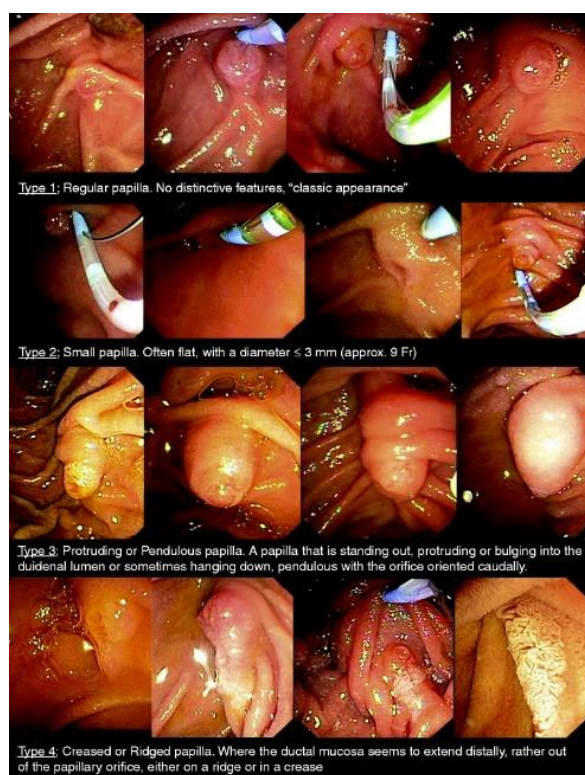 Type 1; Regular papilla. No distinctive features, "classic appearance"
Type 2; Small papilla. Often flat, with a diameter ≤ 3 mm (approx. 9 Fr)
Type 3; Protruding or Pendulous papilla. A papilla that is standing out, protruding or bulging into the
duidenal lumen or sometimes hanging down, pendulous with the orifice oriented caudally.
Type 4; Creased or Ridged papilla. Where the ductal mucosa seems to extend distally, rather out
of the papillary orifice, either on a ridge or in a crease